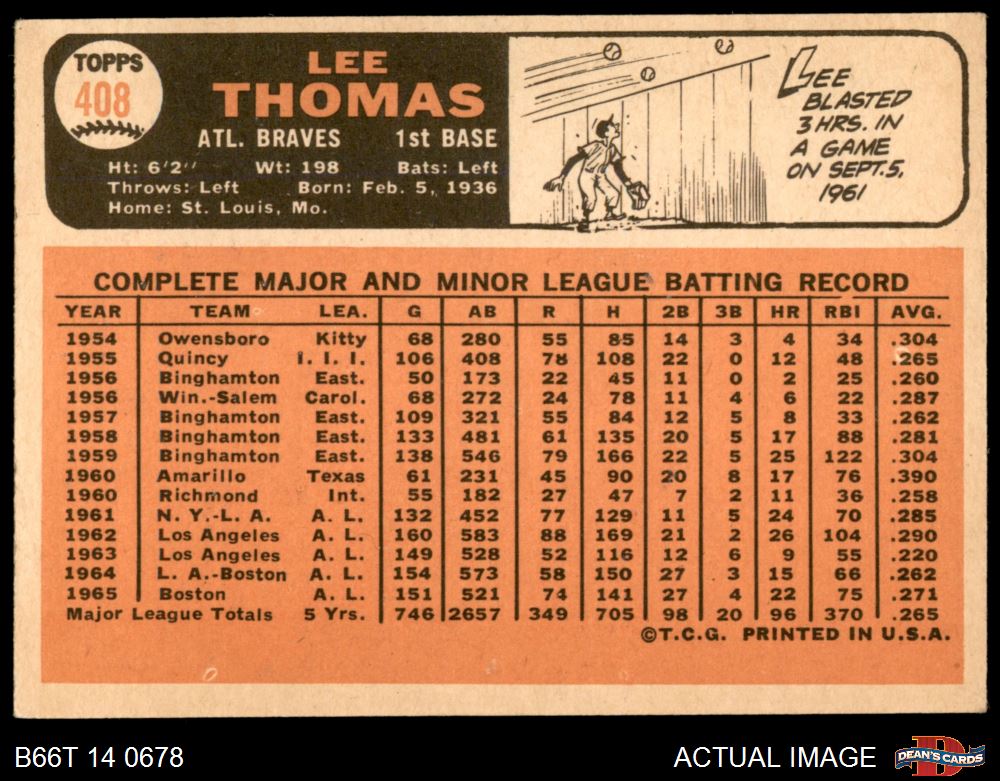 TOPPS
408
LEE
THOMAS
ATL. BRAVES 1st BASE
Ht: 6'2" Wt: 198 Bats: Left
Throws: Left Born: Feb. 5, 1936
Home: St. Louis, Mo.
LEE
BLASTED
3 HRS. IN
A GAME
ON SEPT. 5,
1961
COMPLETE MAJOR AND MINOR LEAGUE BATTING RECORD
YEAR TEAM LEA. G AB R H 2B 3B HR RBI AVG.
1954 Owensboro Kitty 68 280 55 85 14 3 4 34 .304
1955 Quincy I. I. I. 106 408 78 108 22 0 12 48 .265
1956 Binghamton East. 50 173 22 45 11 0 2 25 .260
1956 Win.-Salem Carol. 68 272 24 78 11 4 6 22 .287
1957 Binghamton East. 109 321 55 84 12 5 8 33 .262
1958 Binghamton East. 133 481 61 135 20 5 17 88 .281
1959 Binghamton East. 138 546 79 166 22 5 25 122 .304
1960 Amarillo Texas 61 231 45 90 20 8 17 76 .390
1960 Richmond Int. 55 182 27 47 7 2 11 36 .258
1961 N. Y.-L. A. A. L. 132 452 77 129 11 5 24 70 .285
1962 Los Angeles A. L. 160 583 88 169 21 2 26 104 .290
1963 Los Angeles A. L. 149 528 52 116 12 6 9 55 .220
1964 L. A.-Boston A. L. 154 573 58 150 27 3 15 66 .262
1965 Boston A. L. 151 521 74 141 27 4 22 75 .271
Major League Totals 5 Yrs. 746 2657 349 705 98 20 96 370 .265
©T.C.G. PRINTED IN U.S.A.
B66T 14 0678 ACTUAL IMAGE DEAN'S CARDS